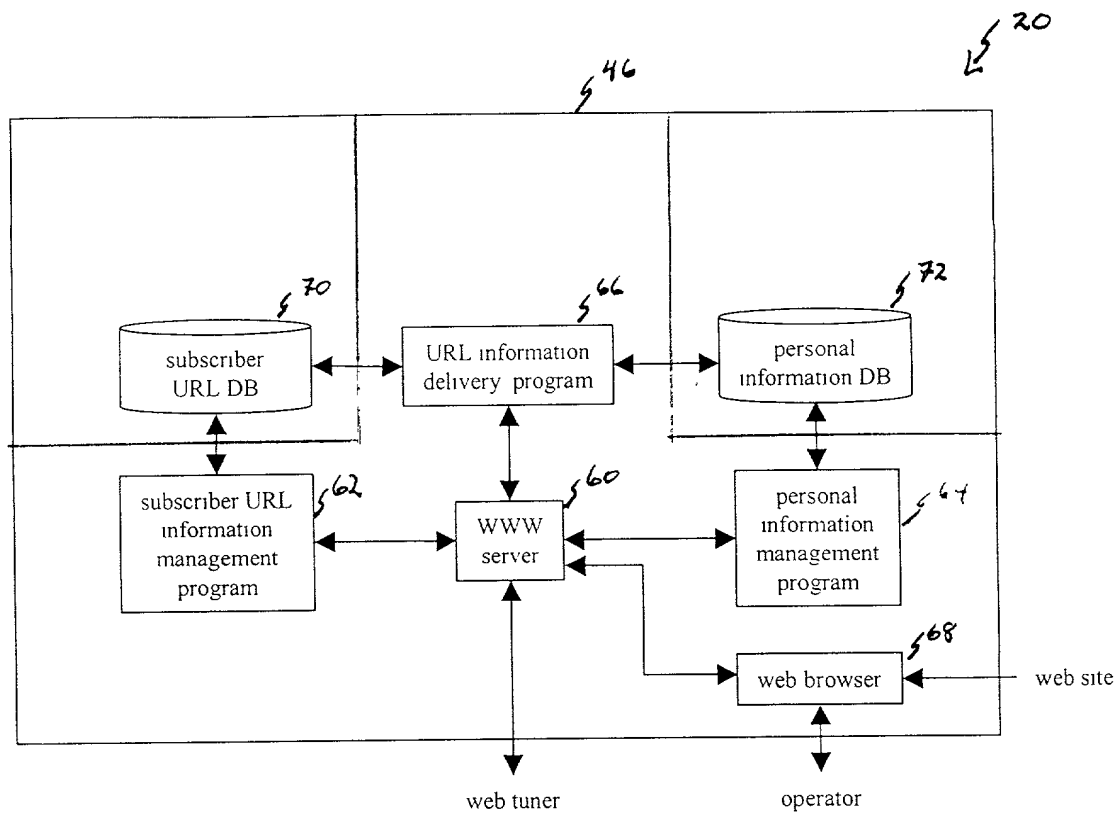 20
46
70
66
72
subscriber
URL DB
URL information
delivery program
personal
information DB
62
60
64
subscriber URL
information
management
program
WWW
server
personal
information
management
program
68
web browser
web site
web tuner
operator